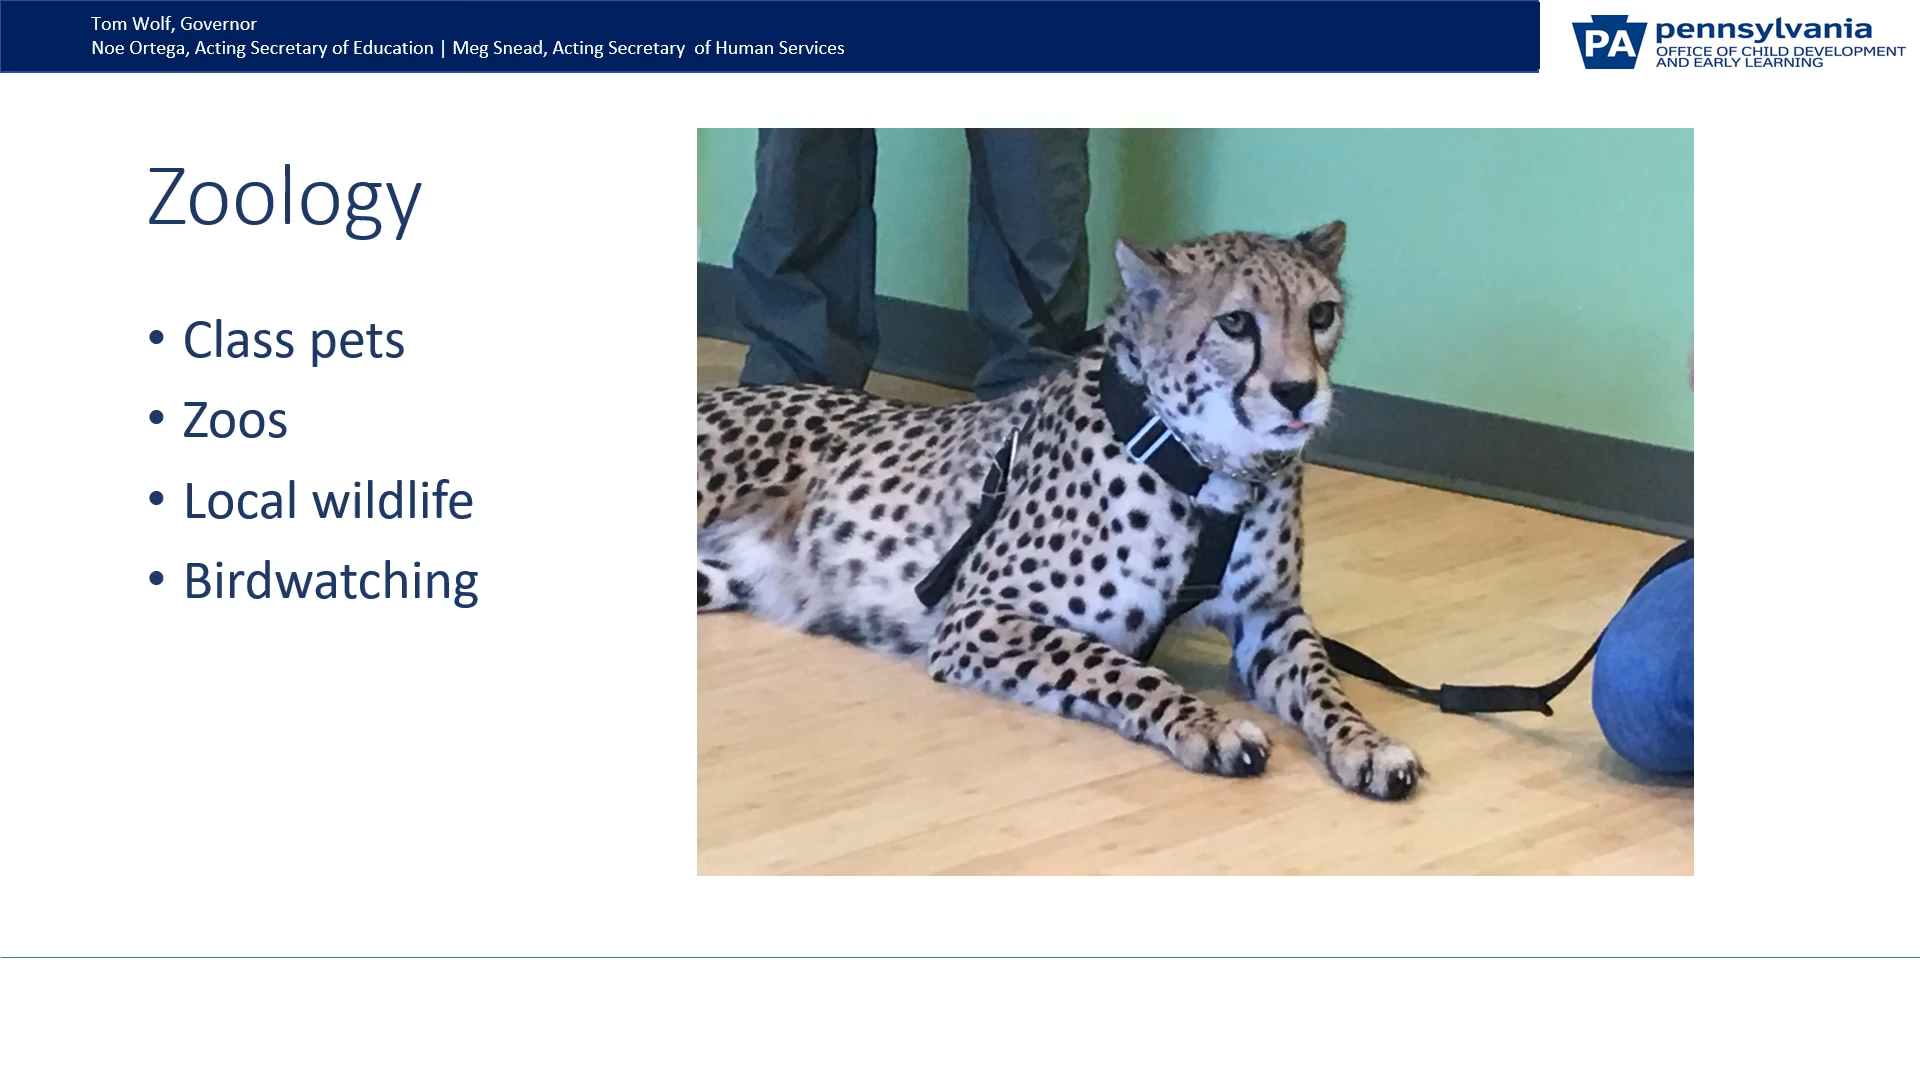 Tom Wolf, Governor
Noe Ortega, Acting Secretary of Education | Meg Snead, Acting Secretary  of Human Services
PA
pennsylvania
OFFICE OF CHILD DEVELOPMENT
AND EARLY LEARNING
Zoology
• Class pets
• Zoos
• Local wildlife
• Birdwatching